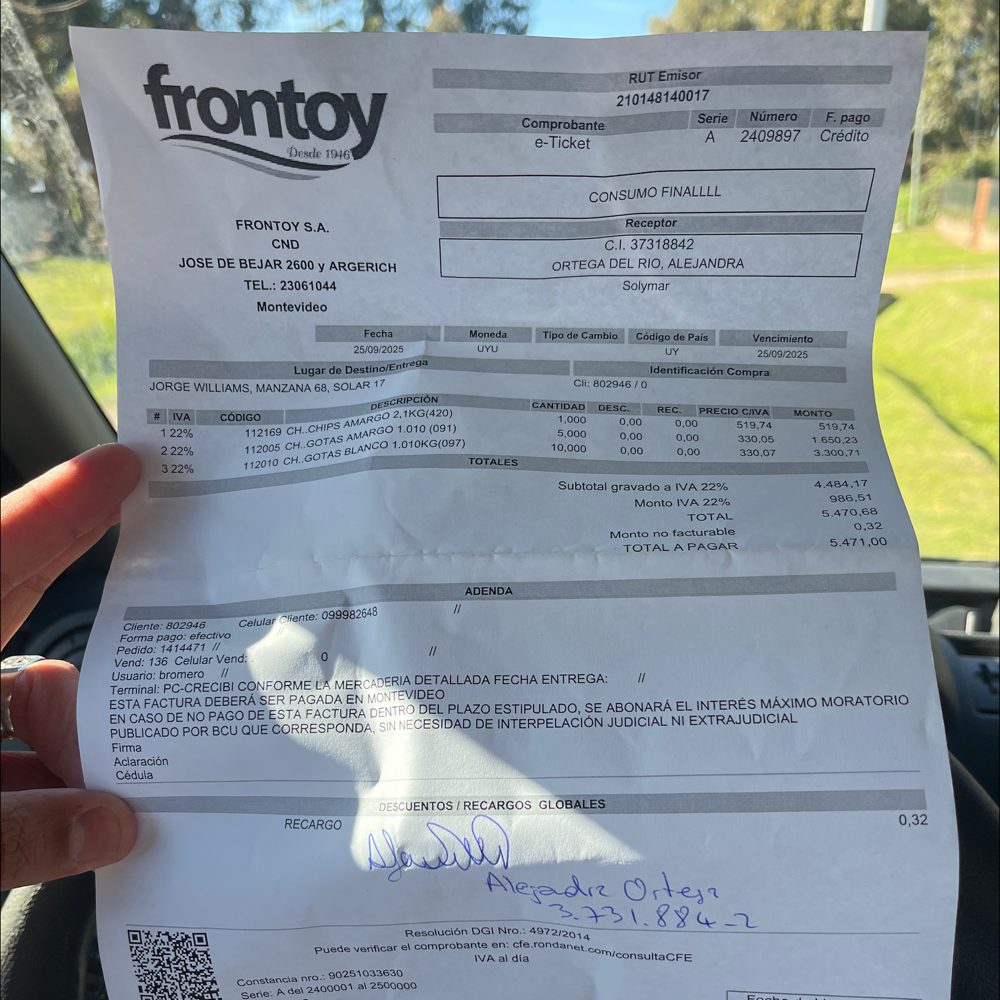 frontoy
Desde 1946
RUT Emisor
210148140017
Comprobante Serie Número F. pago
e-Ticket A 2409897 Crédito
CONSUMO FINALLLL
Receptor
C.I. 37318842
ORTEGA DEL RIO, ALEJANDRA
Solymar
FRONTOY S.A.
CND
JOSE DE BEJAR 2600 y ARGERICH
TEL.: 23061044
Montevideo
Fecha Moneda Tipo de Cambio Código de País Vencimiento
25/09/2025 UYU UY 25/09/2025
Lugar de Destino/Entrega Identificación Compra
JORGE WILLIAMS, MANZANA 68, SOLAR 17 Cli: 802946 / 0
# IVA CÓDIGO DESCRIPCIÓN CANTIDAD DESC. REC. PRECIO C/IVA MONTO
1 22% 112169 CH..CHIPS AMARGO 2,1KG(420) 1,000 0,00 0,00 519,74 519,74
2 22% 112005 CH..GOTAS AMARGO 1.010 (091) 5,000 0,00 0,00 330,05 1.650,23
3 22% 112010 CH..GOTAS BLANCO 1.010KG(097) 10,000 0,00 0,00 330,07 3.300,71
TOTALES
Subtotal gravado a IVA 22% 4.484,17
Monto IVA 22% 986,51
TOTAL 5.470,68
Monto no facturable 0,32
TOTAL A PAGAR 5.471,00
ADENDA
Cliente: 802946 Celular Cliente: 099982648 //
Forma pago: efectivo //
Pedido: 1414471 //
Vend: 136 Celular Vend: . 0 //
Usuario: bromero //
Terminal: PC-CRECIBI CONFORME LA MERCADERIA DETALLADA FECHA ENTREGA: //
ESTA FACTURA DEBERÁ SER PAGADA EN MONTEVIDEO
EN CASO DE NO PAGO DE ESTA FACTURA DENTRO DEL PLAZO ESTIPULADO, SE ABONARÁ EL INTERÉS MÁXIMO MORATORIO
PUBLICADO POR BCU QUE CORRESPONDA, SIN NECESIDAD DE INTERPELACIÓN JUDICIAL NI EXTRAJUDICIAL
Firma
Aclaración
Cédula
DESCUENTOS / RECARGOS GLOBALES
RECARGO 0,32
Alejandra Ortega
3.731.884-2
Resolución DGI Nro.: 4972/2014
Puede verificar el comprobante en: cfe.rondanet.com/consultaCFE
IVA al día
Constancia nro.: 90251033630
Serie: A del 2400001 al 2500000